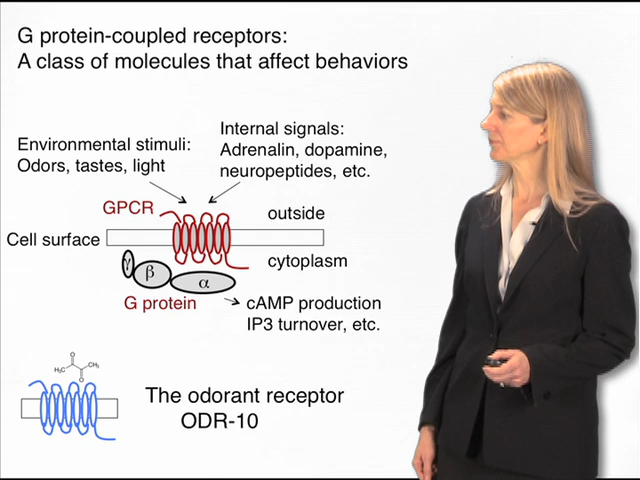 G protein-coupled receptors:
A class of molecules that affect behaviors
Environmental stimuli:
Odors, tastes, light
Internal signals:
Adrenalin, dopamine,
neuropeptides, etc.
GPCR
outside
Cell surface
cytoplasm
γ
β
α
G protein
cAMP production
IP3 turnover, etc.
O
H₃C
CH₃
O
The odorant receptor
ODR-10